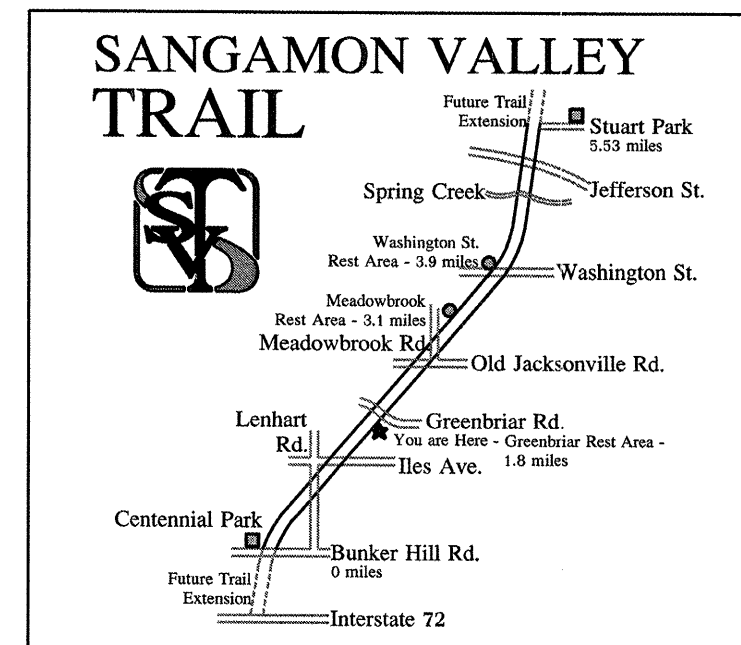 SANGAMON VALLEY
TRAIL
STV
Future Trail
Extension
Stuart Park
5.53 miles
Spring Creek
Jefferson St.
Washington St.
Rest Area - 3.9 miles
Washington St.
Meadowbrook
Rest Area - 3.1 miles
Meadowbrook Rd.
Old Jacksonville Rd.
Greenbriar Rd.
Lenhart
Rd.
You are Here - Greenbriar Rest Area -
1.8 miles
Iles Ave.
Centennial Park
Bunker Hill Rd.
0 miles
Future Trail
Extension
Interstate 72